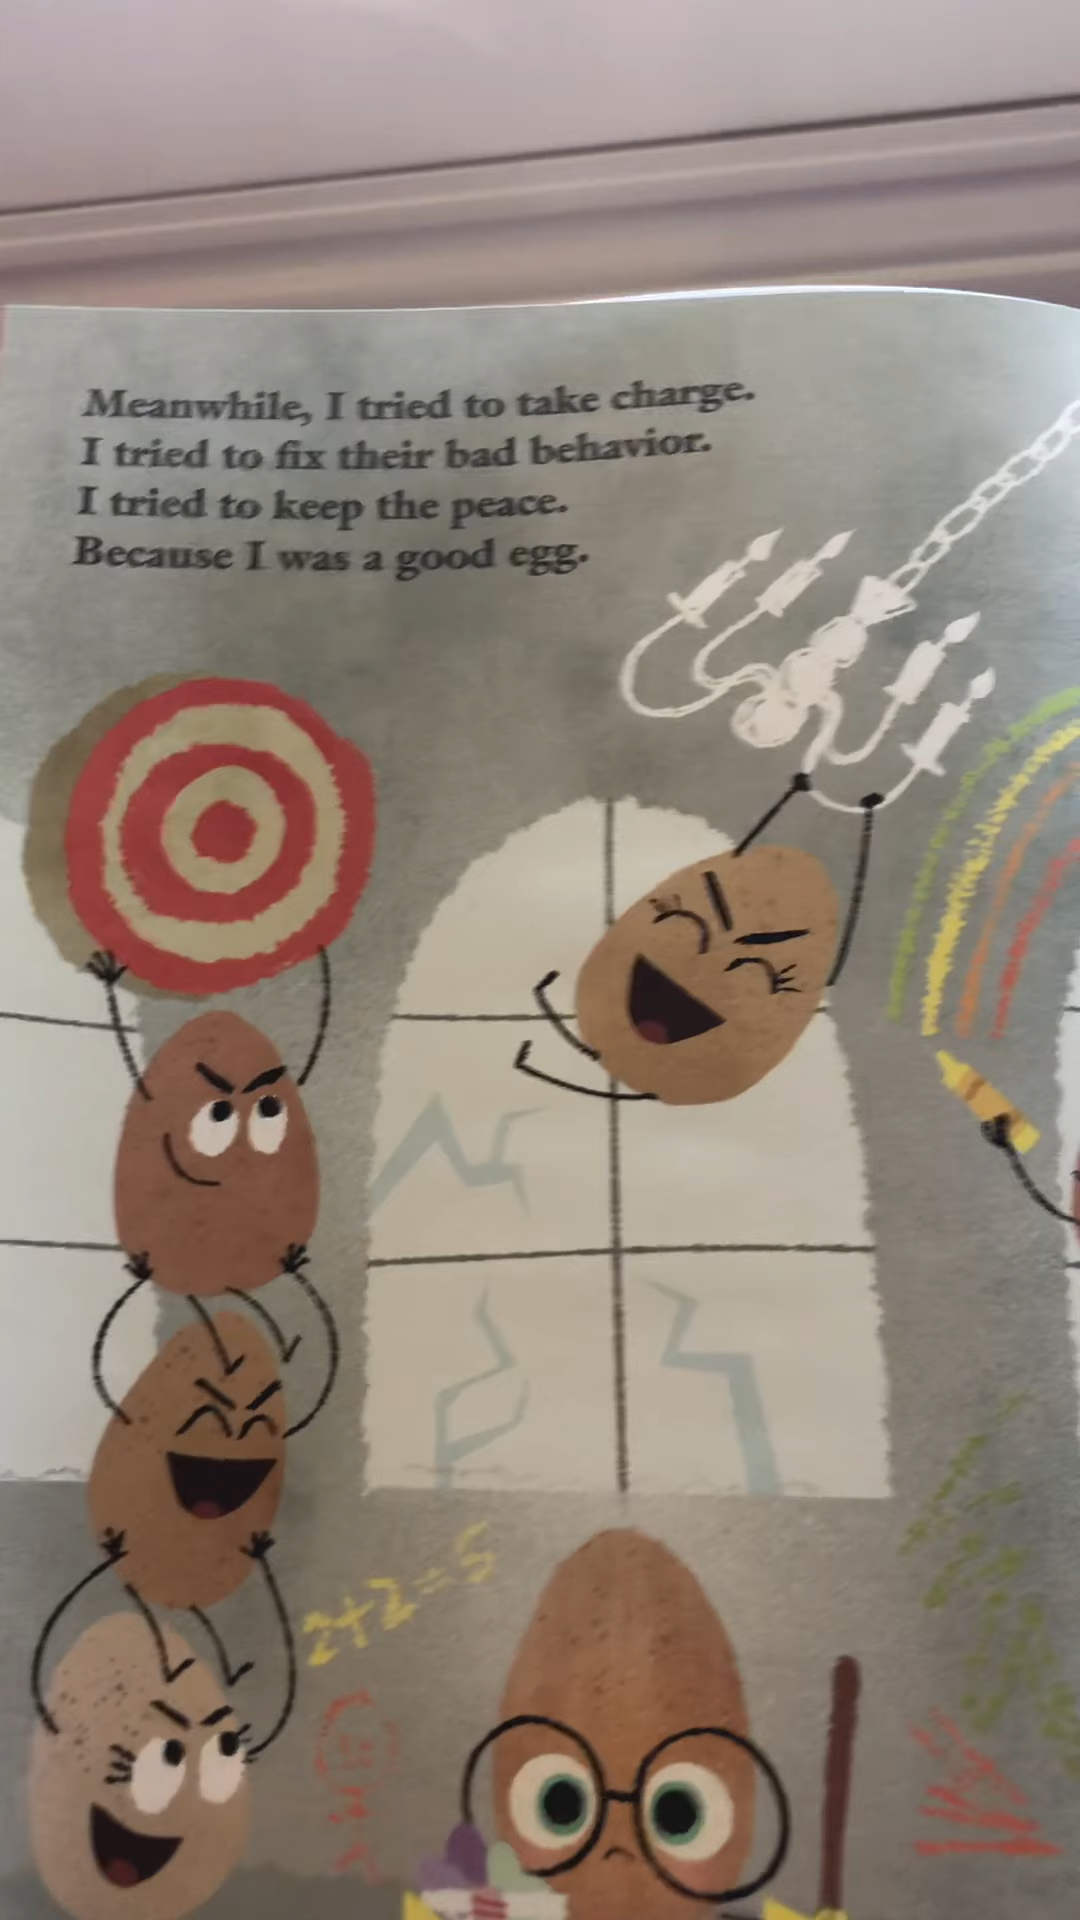 Meanwhile, I tried to take charge.
I tried to fix their bad behavior.
I tried to keep the peace.
Because I was a good egg.
2+2=5